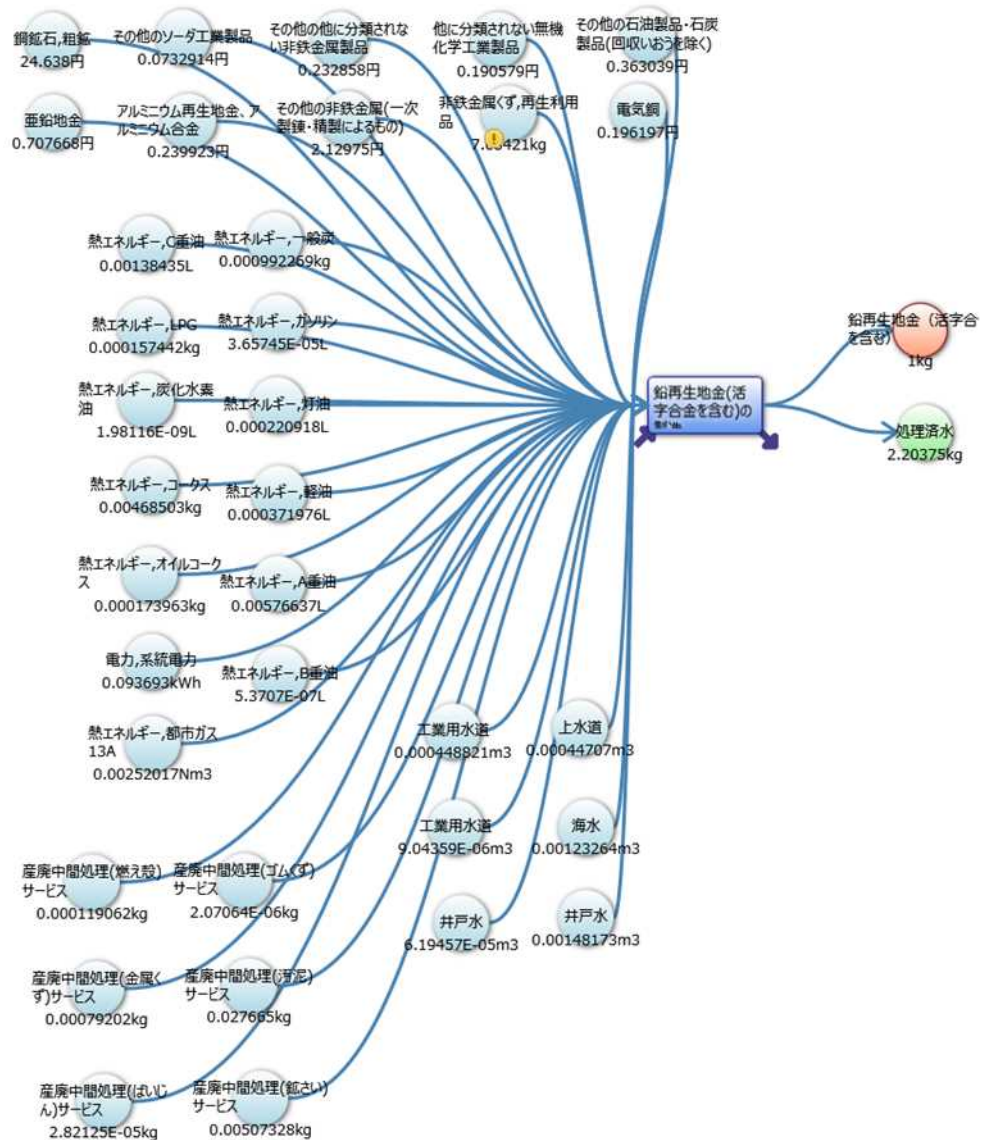 銅鉱石,粗鉱
24.638円
その他のソーダ工業製品
0.0732914円
その他の他に分類されな
い非鉄金属製品
0.232858円
他に分類されない無機
化学工業製品
0.190579円
その他の石油製品・石炭
製品(回収いおうを除く)
0.363039円
亜鉛地金
0.707668円
アルミニウム再生地金、ア
ルミニウム合金
0.239923円
その他の非鉄金属(一次
製錬・精製によるもの)
2.12975円
非鉄金属くず,再生利用
品
421kg
電気銅
0.196197円
熱エネルギー,C重油
0.00138435L
熱エネルギー,一般炭
0.000992269kg
熱エネルギー,LPG
0.000157442kg
熱エネルギー,ガソリン
3.65745E-05L
熱エネルギー,炭化水素
油
1.98116E-09L
熱エネルギー,灯油
0.000220918L
熱エネルギー,コークス
0.00468503kg
熱エネルギー,軽油
0.000371976L
熱エネルギー,オイルコーク
ス
0.000173963kg
熱エネルギー,A重油
0.00576637L
電力,系統電力
0.093693kWh
熱エネルギー,B重油
5.3707E-07L
熱エネルギー,都市ガス
13A
0.00252017Nm3
工業用水道
0.000448821m3
上水道
0.00044707m3
工業用水道
9.04359E-06m3
海水
0.00123264m3
井戸水
6.19457E-05m3
井戸水
0.00148173m3
産廃中間処理(燃え殻)
サービス
0.000119062kg
産廃中間処理(ゴムくず)
サービス
2.07064E-06kg
産廃中間処理(金属く
ず)サービス
0.00079202kg
産廃中間処理(汚泥)
サービス
0.027665kg
産廃中間処理(ばいじ
ん)サービス
2.82125E-05kg
産廃中間処理(鉱さい)
サービス
0.00507328kg
鉛再生地金(活
字合金を含む)の
鉛再生地金（活字合
を含む）
1kg
処理済水
2.20375kg